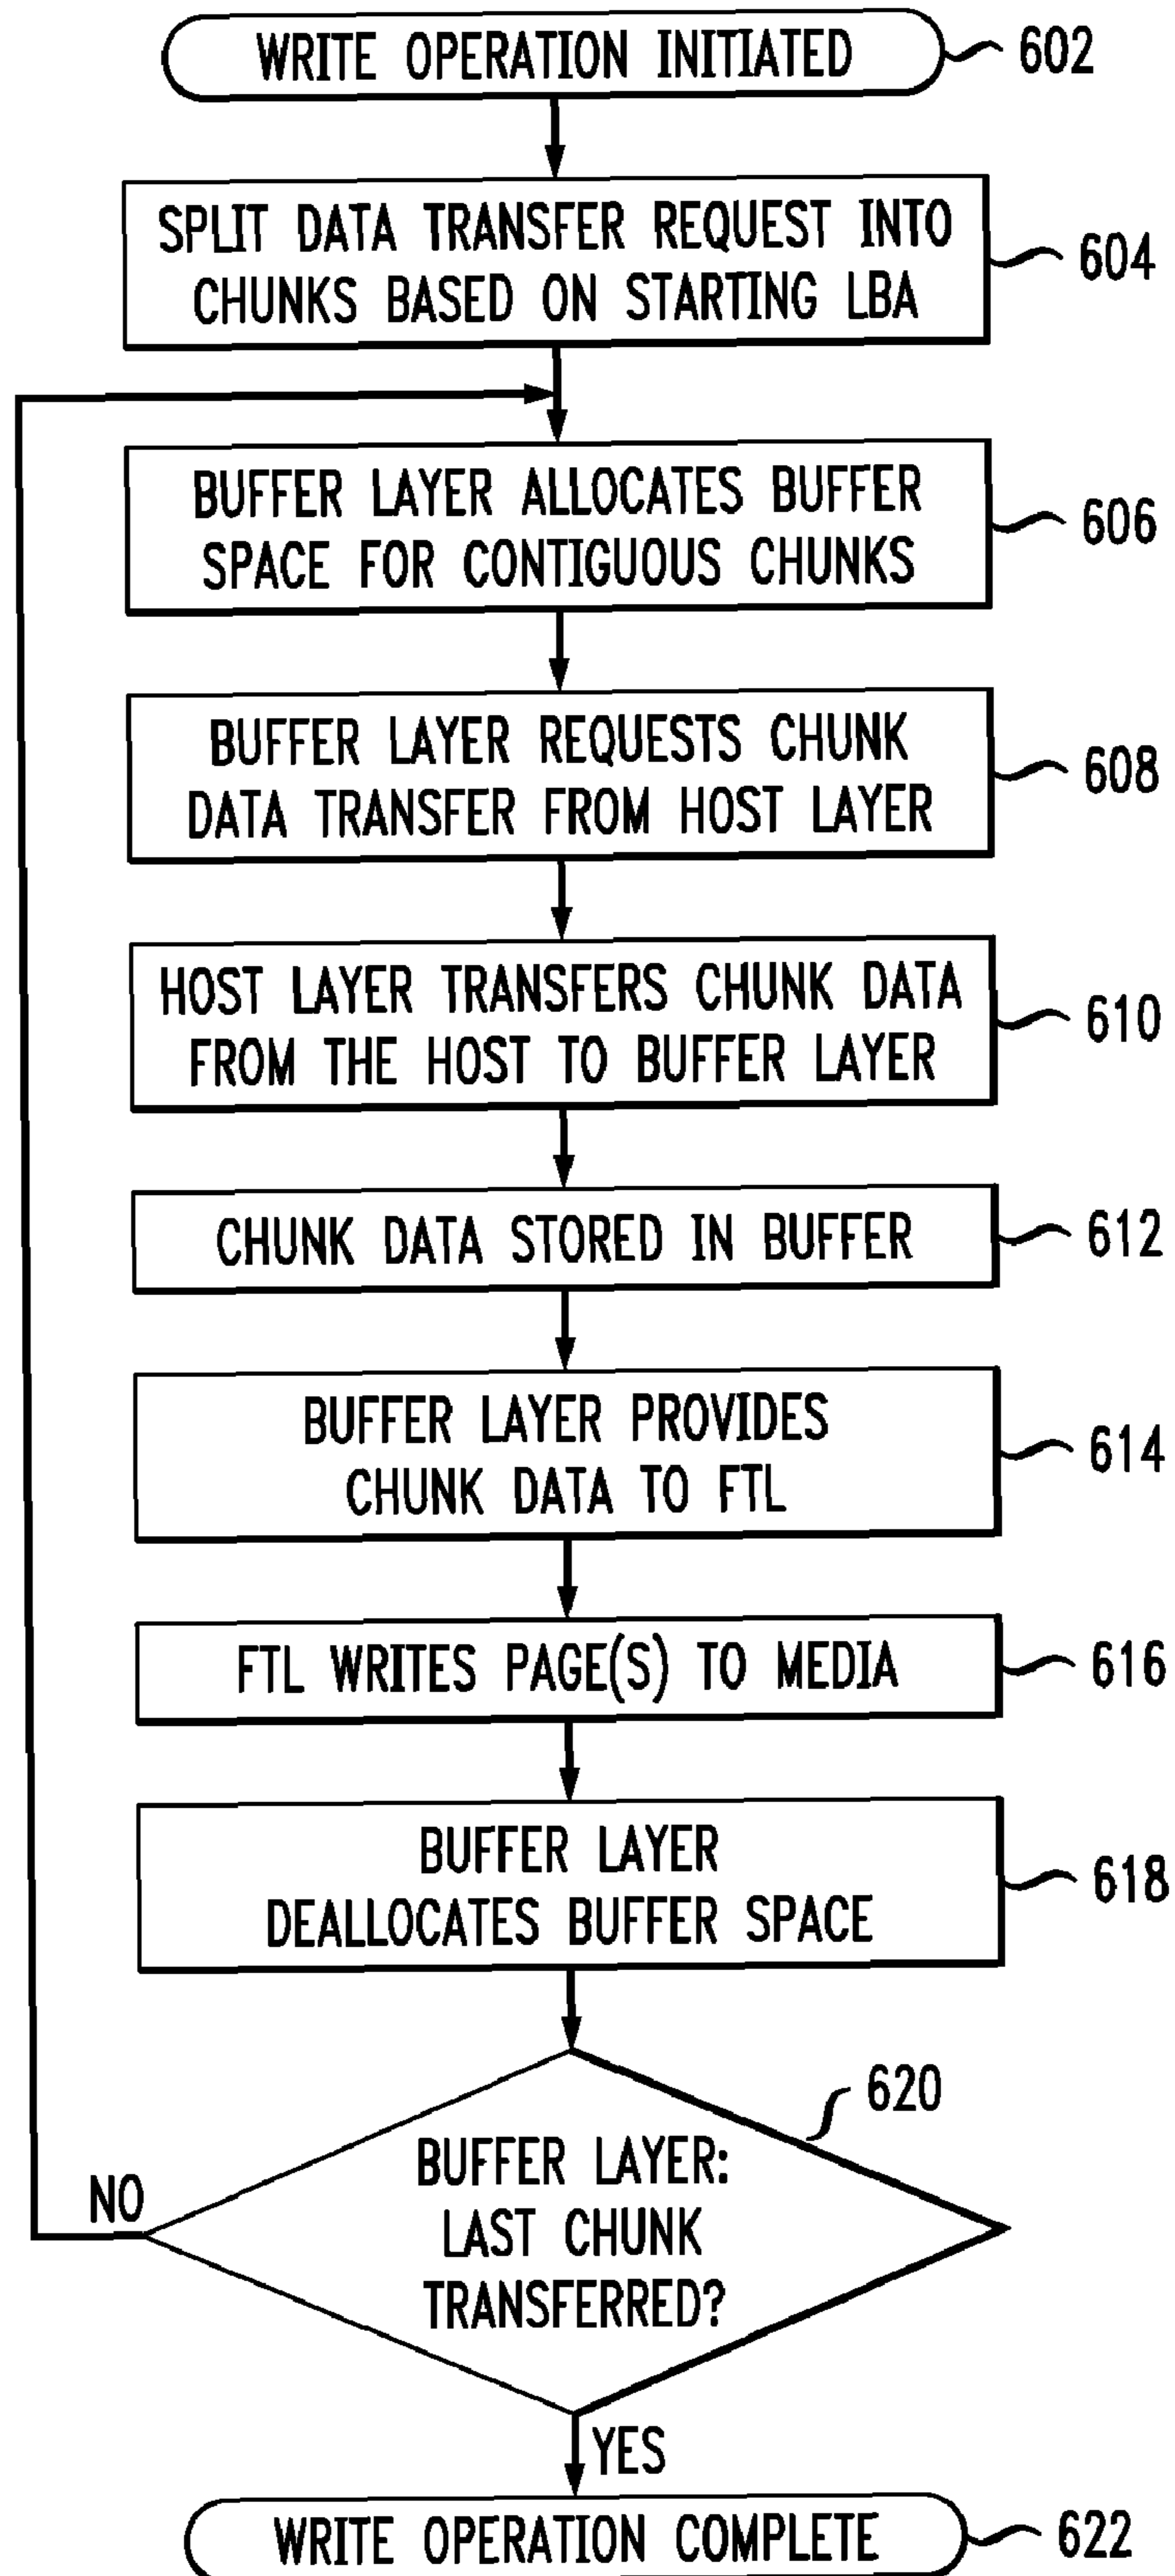 WRITE OPERATION INITIATED
602
SPLIT DATA TRANSFER REQUEST INTO
CHUNKS BASED ON STARTING LBA
604
BUFFER LAYER ALLOCATES BUFFER
SPACE FOR CONTIGUOUS CHUNKS
606
BUFFER LAYER REQUESTS CHUNK
DATA TRANSFER FROM HOST LAYER
608
HOST LAYER TRANSFERS CHUNK DATA
FROM THE HOST TO BUFFER LAYER
610
CHUNK DATA STORED IN BUFFER
612
BUFFER LAYER PROVIDES
CHUNK DATA TO FTL
614
FTL WRITES PAGE(S) TO MEDIA
616
BUFFER LAYER
DEALLOCATES BUFFER SPACE
618
620
BUFFER LAYER:
LAST CHUNK
TRANSFERRED?
NO
YES
WRITE OPERATION COMPLETE
622